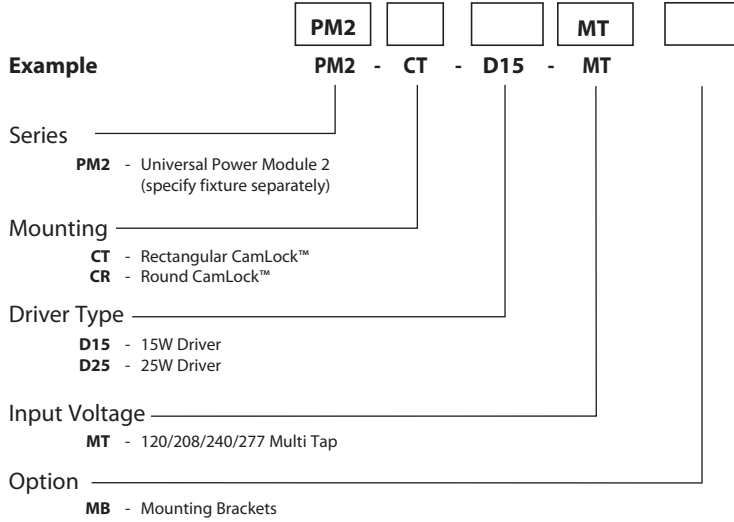 PM2 MT
Example PM2 - CT - D15 - MT
Series
PM2 - Universal Power Module 2
(specify fixture separately)
Mounting
CT - Rectangular CamLock™
CR - Round CamLock™
Driver Type
D15 - 15W Driver
D25 - 25W Driver
Input Voltage
MT - 120/208/240/277 Multi Tap
Option
MB - Mounting Brackets